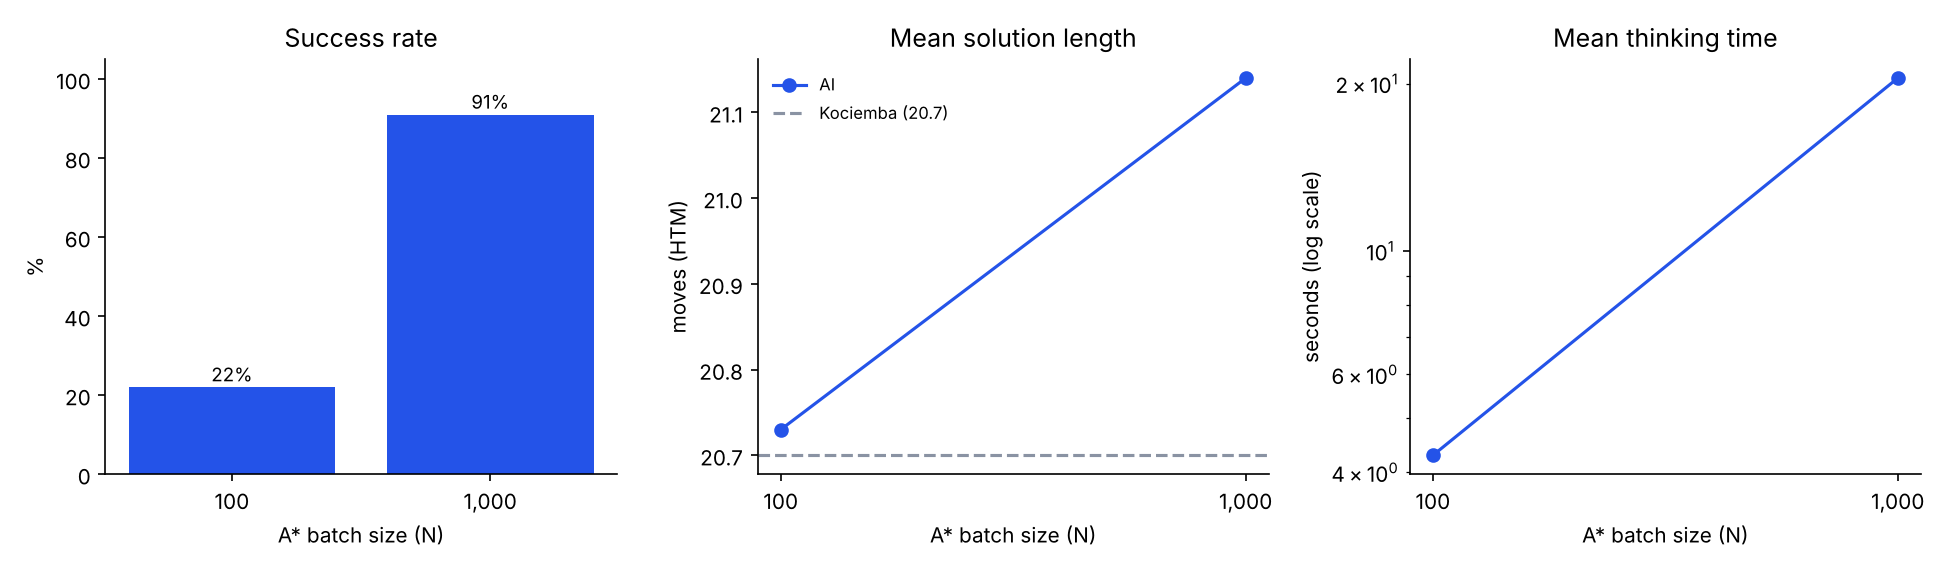 Success rate
%
100
80
60
40
20
0
22%
91%
100
1,000
A* batch size (N)
Mean solution length
moves (HTM)
AI
Kociemba (20.7)
21.1
21.0
20.9
20.8
20.7
100
1,000
A* batch size (N)
Mean thinking time
seconds (log scale)
2 × 10¹
10¹
6 × 10⁰
4 × 10⁰
100
1,000
A* batch size (N)